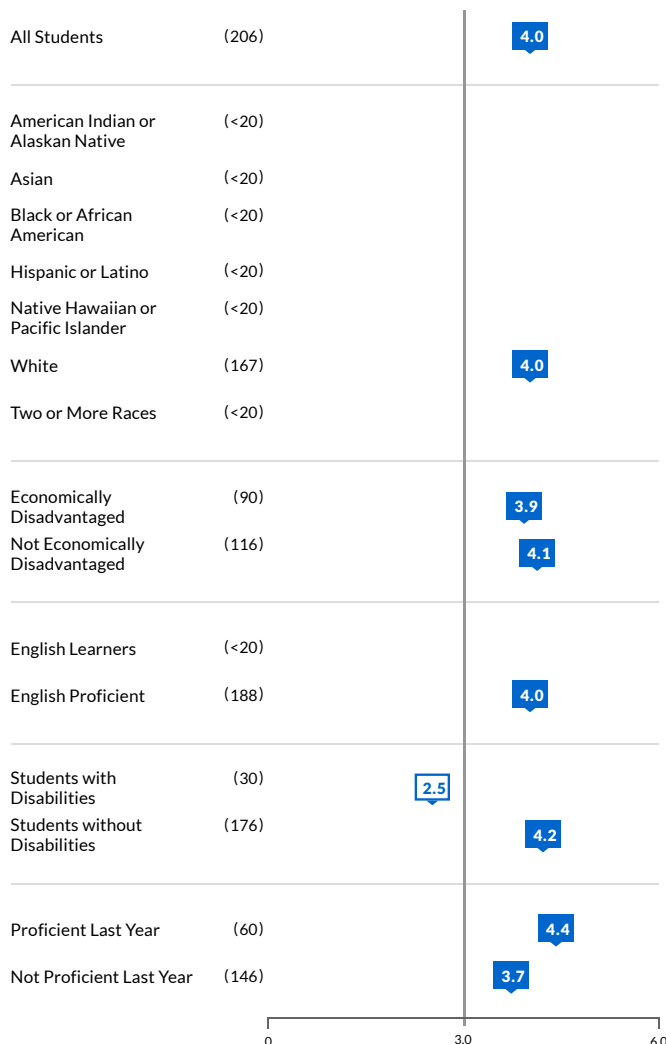 All Students (206) 4.0
American Indian or (<20)
Alaskan Native
Asian (<20)
Black or African (<20)
American
Hispanic or Latino (<20)
Native Hawaiian or (<20)
Pacific Islander
White (167) 4.0
Two or More Races (<20)
Economically (90) 3.9
Disadvantaged
Not Economically (116) 4.1
Disadvantaged
English Learners (<20)
English Proficient (188) 4.0
Students with (30) 2.5
Disabilities
Students without (176) 4.2
Disabilities
Proficient Last Year (60) 4.4
Not Proficient Last Year (146) 3.7
0 3.0 6.0